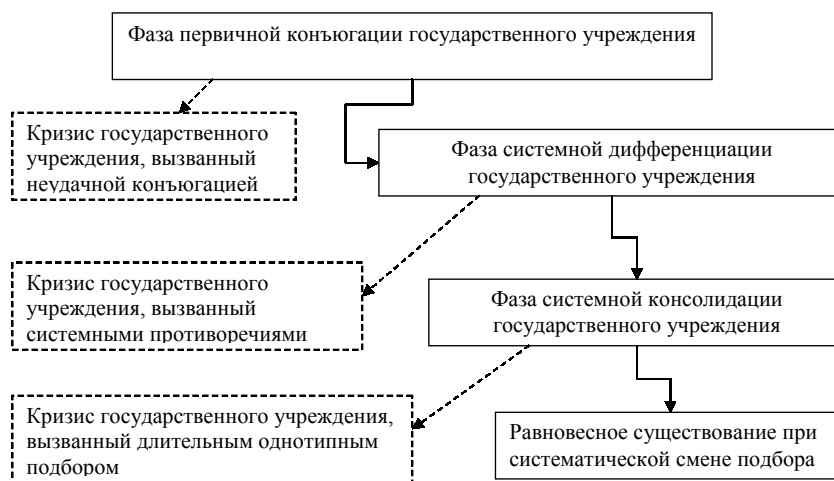 Фаза первичной конъюгации государственного учреждения
Кризис государственного
учреждения, вызванный
неудачной конъюгацией
Фаза системной дифференциации
государственного учреждения
Кризис государственного
учреждения, вызванный
системными противоречиями
Фаза системной консолидации
государственного учреждения
Кризис государственного учреждения,
вызванный длительным однотипным
подбором
Равновесное существование при
систематической смене подбора